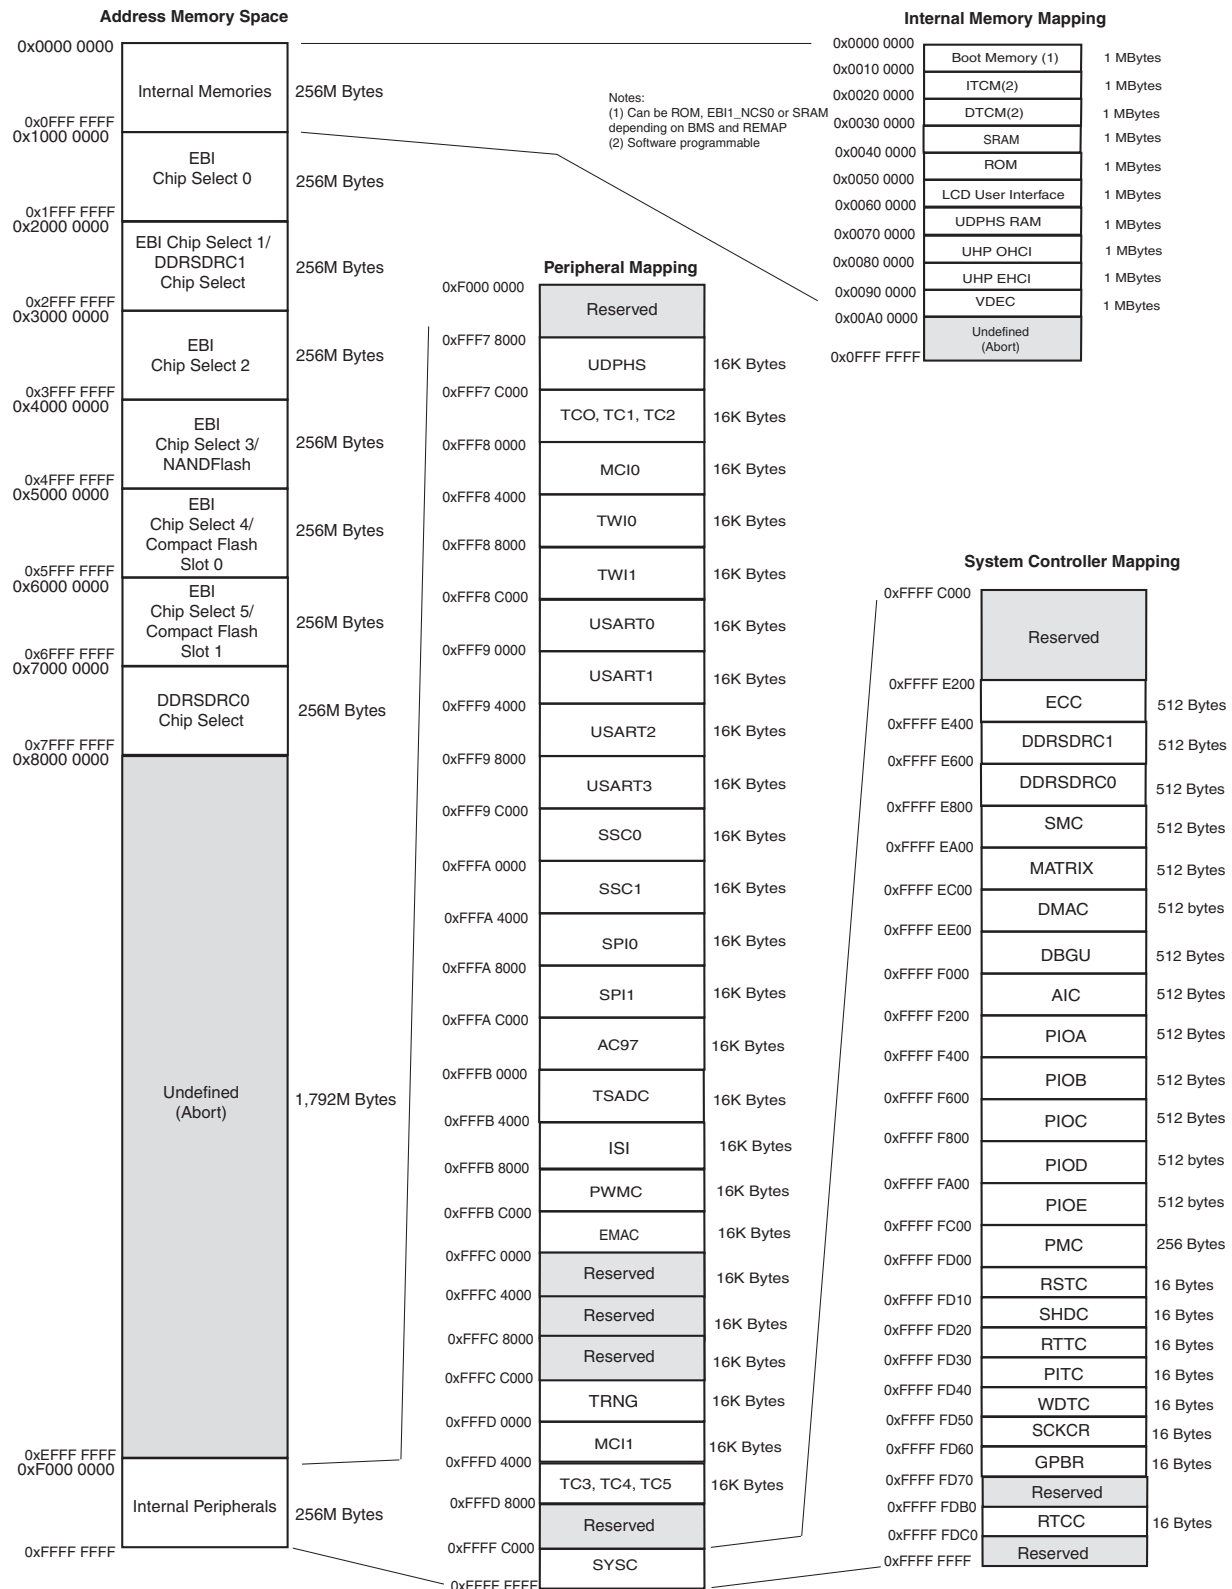 Address Memory Space
0x0000 0000
Internal Memories
256M Bytes
0x0FFF FFFF
0x1000 0000
EBI
Chip Select 0
256M Bytes
0x1FFF FFFF
0x2000 0000
EBI Chip Select 1/
DDRSDRC1
Chip Select
256M Bytes
0x2FFF FFFF
0x3000 0000
EBI
Chip Select 2
256M Bytes
0x3FFF FFFF
0x4000 0000
EBI
Chip Select 3/
NANDFlash
256M Bytes
0x4FFF FFFF
0x5000 0000
EBI
Chip Select 4/
Compact Flash
Slot 0
256M Bytes
0x5FFF FFFF
0x6000 0000
EBI
Chip Select 5/
Compact Flash
Slot 1
256M Bytes
0x6FFF FFFF
0x7000 0000
DDRSDRC0
Chip Select
256M Bytes
0x7FFF FFFF
0x8000 0000
Undefined
(Abort)
1,792M Bytes
0xEFFF FFFF
0xF000 0000
Internal Peripherals
256M Bytes
0xFFFF FFFF
Peripheral Mapping
0xF000 0000
Reserved
0xFFF7 8000
UDPHS
16K Bytes
0xFFF7 C000
TCO, TC1, TC2
16K Bytes
0xFFF8 0000
MCI0
16K Bytes
0xFFF8 4000
TWI0
16K Bytes
0xFFF8 8000
TWI1
16K Bytes
0xFFF8 C000
USART0
16K Bytes
0xFFF9 0000
USART1
16K Bytes
0xFFF9 4000
USART2
16K Bytes
0xFFF9 8000
USART3
16K Bytes
0xFFF9 C000
SSC0
16K Bytes
0xFFFA 0000
SSC1
16K Bytes
0xFFFA 4000
SPI0
16K Bytes
0xFFFA 8000
SPI1
16K Bytes
0xFFFA C000
AC97
16K Bytes
0xFFFB 0000
TSADC
16K Bytes
0xFFFB 4000
ISI
16K Bytes
0xFFFB 8000
PWMC
16K Bytes
0xFFFB C000
EMAC
16K Bytes
0xFFFC 0000
Reserved
16K Bytes
0xFFFC 4000
Reserved
16K Bytes
0xFFFC 8000
Reserved
16K Bytes
0xFFFC C000
TRNG
16K Bytes
0xFFFD 0000
MCI1
16K Bytes
0xFFFD 4000
TC3, TC4, TC5
16K Bytes
0xFFFD 8000
Reserved
0xFFFF C000
SYSC
0xFFFF FFFF
Notes:
(1) Can be ROM, EBI1_NCS0 or SRAM
depending on BMS and REMAP
(2) Software programmable
Internal Memory Mapping
0x0000 0000
Boot Memory (1)
1 MBytes
0x0010 0000
ITCM(2)
1 MBytes
0x0020 0000
DTCM(2)
1 MBytes
0x0030 0000
SRAM
1 MBytes
0x0040 0000
ROM
1 MBytes
0x0050 0000
LCD User Interface
1 MBytes
0x0060 0000
UDPHS RAM
1 MBytes
0x0070 0000
UHP OHCI
1 MBytes
0x0080 0000
UHP EHCI
1 MBytes
0x0090 0000
VDEC
1 MBytes
0x00A0 0000
Undefined
(Abort)
0x0FFF FFFF
System Controller Mapping
0xFFFF C000
Reserved
0xFFFF E200
ECC
512 Bytes
0xFFFF E400
DDRSDRC1
512 Bytes
0xFFFF E600
DDRSDRC0
512 Bytes
0xFFFF E800
SMC
512 Bytes
0xFFFF EA00
MATRIX
512 Bytes
0xFFFF EC00
DMAC
512 bytes
0xFFFF EE00
DBGU
512 Bytes
0xFFFF F000
AIC
512 Bytes
0xFFFF F200
PIOA
512 Bytes
0xFFFF F400
PIOB
512 Bytes
0xFFFF F600
PIOC
512 Bytes
0xFFFF F800
PIOD
512 bytes
0xFFFF FA00
PIOE
512 bytes
0xFFFF FC00
PMC
256 Bytes
0xFFFF FD00
RSTC
16 Bytes
0xFFFF FD10
SHDC
16 Bytes
0xFFFF FD20
RTTC
16 Bytes
0xFFFF FD30
PITC
16 Bytes
0xFFFF FD40
WDTC
16 Bytes
0xFFFF FD50
SCKCR
16 Bytes
0xFFFF FD60
GPBR
16 Bytes
0xFFFF FD70
Reserved
0xFFFF FDB0
RTCC
16 Bytes
0xFFFF FDC0
Reserved
0xFFFF FFFF